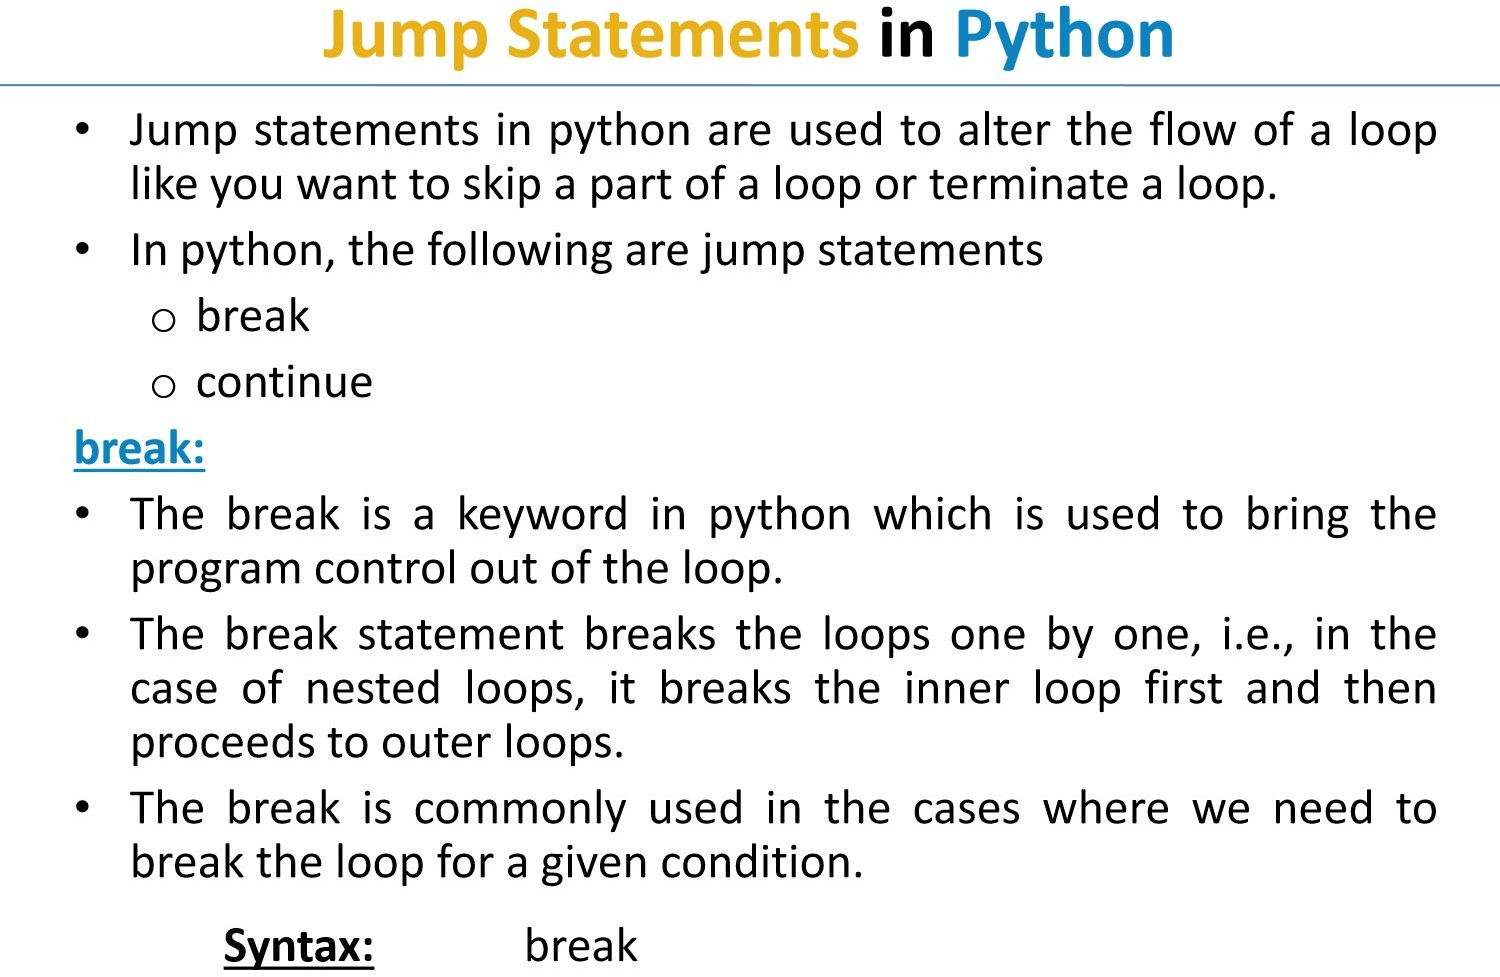 Jump Statements in Python
• Jump statements in python are used to alter the flow of a loop
like you want to skip a part of a loop or terminate a loop.
• In python, the following are jump statements
o break
o continue
break:
• The break is a keyword in python which is used to bring the
program control out of the loop.
• The break statement breaks the loops one by one, i.e., in the
case of nested loops, it breaks the inner loop first and then
proceeds to outer loops.
• The break is commonly used in the cases where we need to
break the loop for a given condition.
Syntax: break